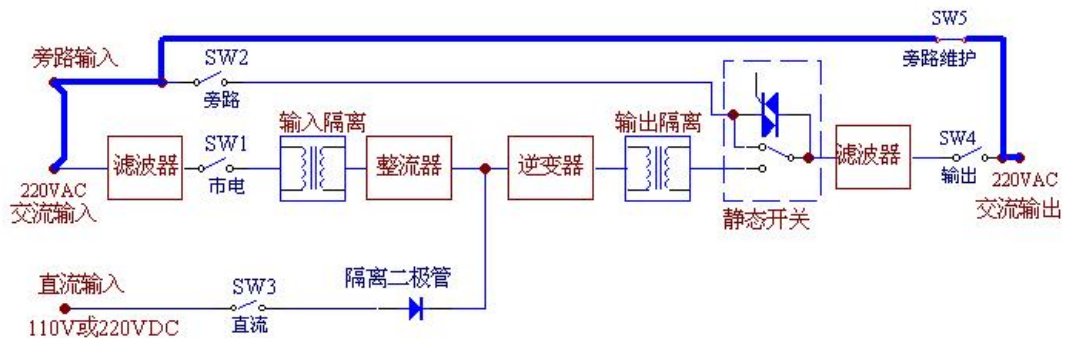 SW5
旁路维护
旁路输入
SW2
旁路
输入隔离
输出隔离
滤波器
SW1
市电
整流器
逆变器
静态开关
滤波器
SW4
输出
220VAC
交流输入
220VAC
交流输出
直流输入
110V或220VDC
SW3
直流
隔离二极管